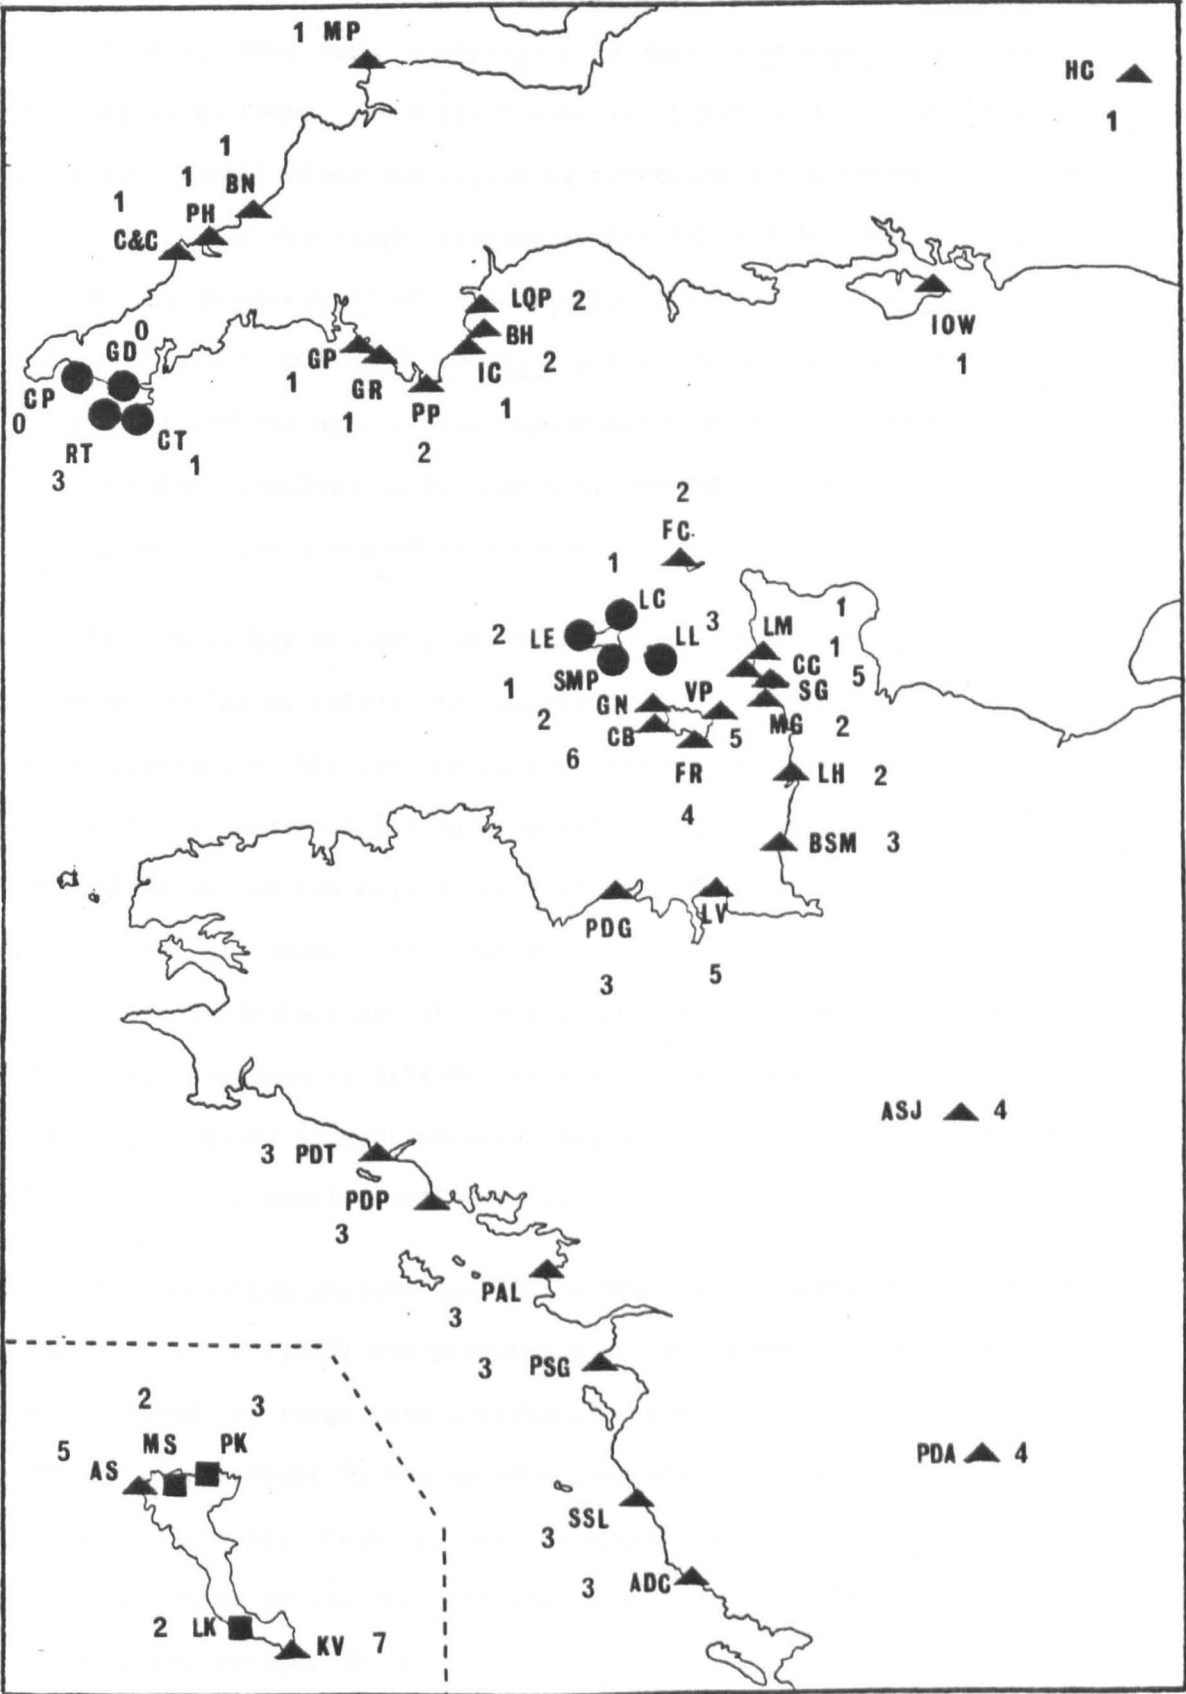 1 MP
HC
1
1
1 BN
1 PH
C&C
LQP 2
BH
IOW
1
0
GD
GP
1
IC 2
GR
1
1
CP
0
PP
2
RT
3
CT
1
2
FC
1
LC
LE 2
LL 3
LM 1
SMP
1
CC 1
SG 5
GN
2
VP
5
MG 2
CB
6
FR
4
LH 2
BSM 3
PDG
3
LV
5
ASJ 4
3 PDT
PDP
3
PAL
3
3 PSG
2
3
MS
PK
5
AS
PDA 4
SSL
3
3 ADC
2 LK
KV 7